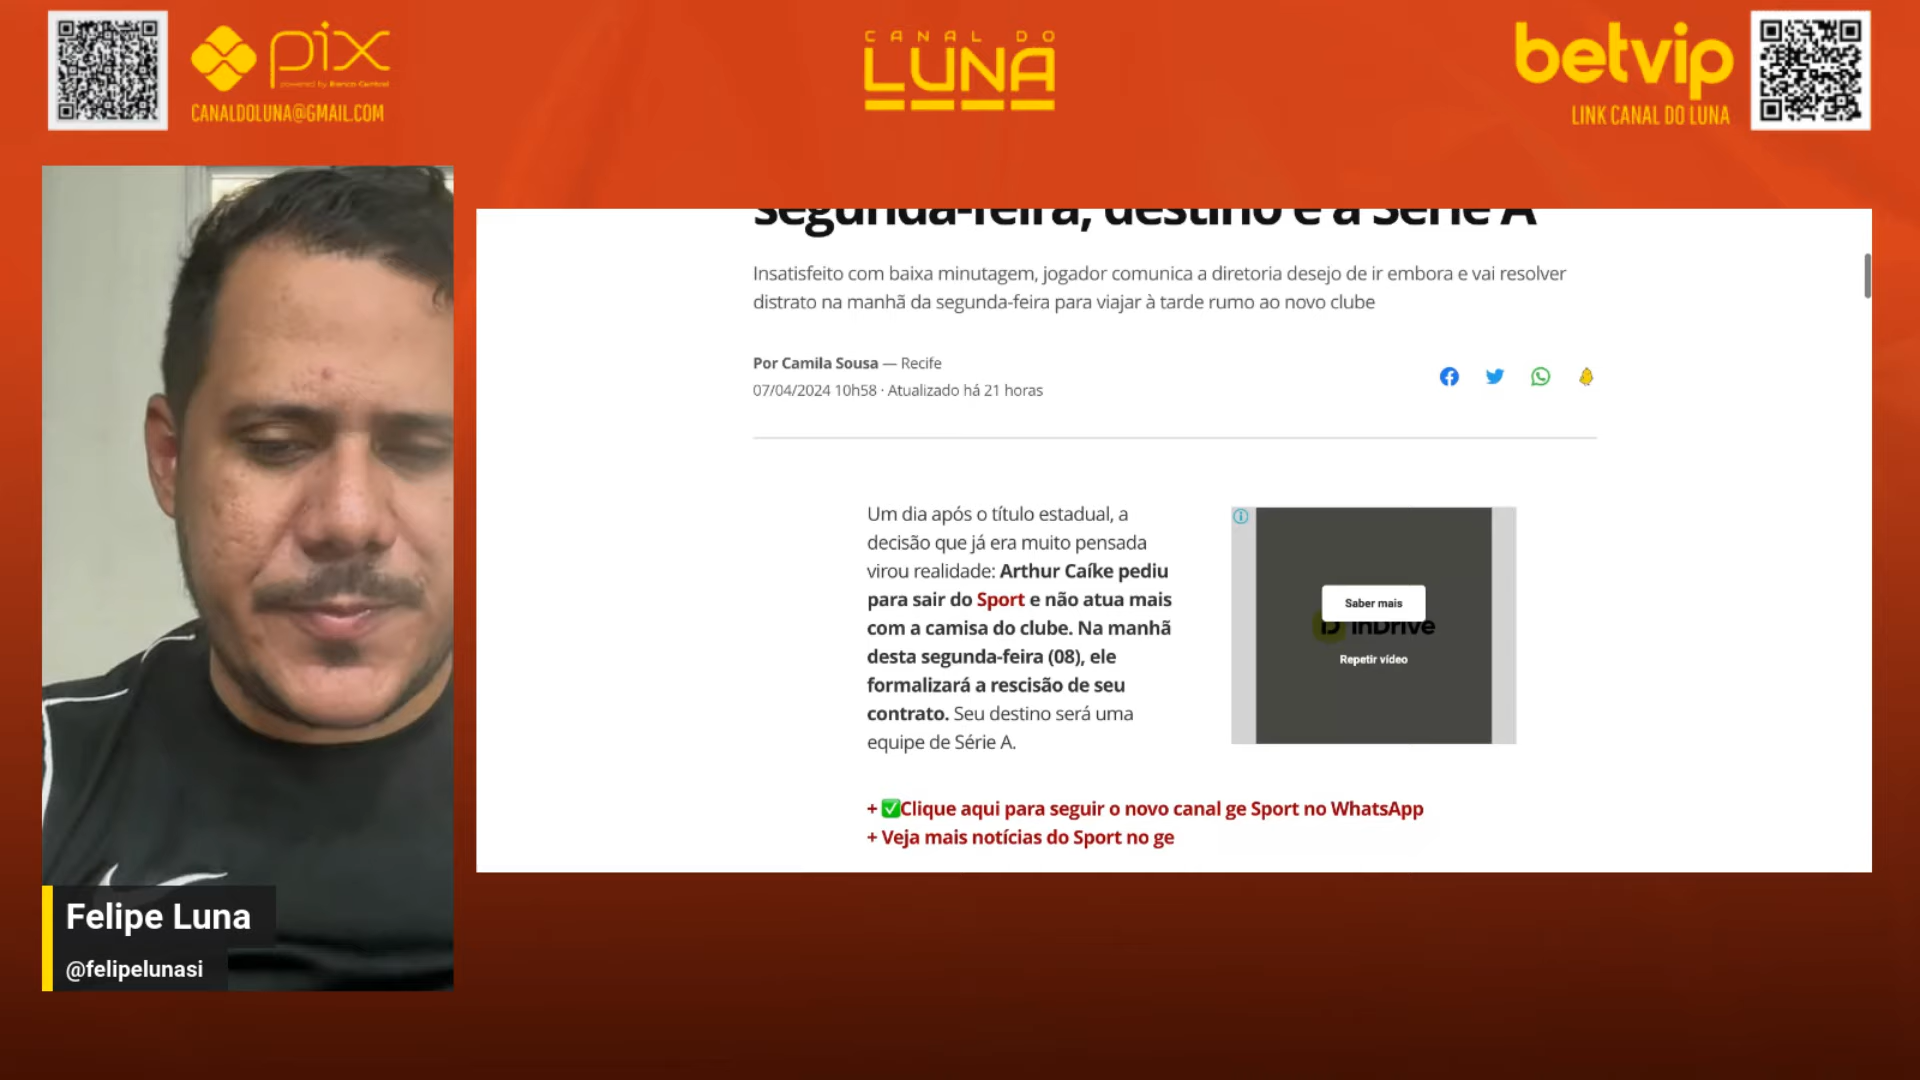 pix
powered by Banco Central
CANALDOLUNA@GMAIL.COM
CANAL DO
LUNA
betvip
LINK CANAL DO LUNA
segunda-feira, destino é a Série A
Insatisfeito com baixa minutagem, jogador comunica a diretoria desejo de ir embora e vai resolver
distrato na manhã da segunda-feira para viajar à tarde rumo ao novo clube
Por Camila Sousa — Recife
07/04/2024 10h58 · Atualizado há 21 horas
Um dia após o título estadual, a
decisão que já era muito pensada
virou realidade: Arthur Caíke pediu
para sair do Sport e não atua mais
com a camisa do clube. Na manhã
desta segunda-feira (08), ele
formalizará a rescisão de seu
contrato. Seu destino será uma
equipe de Série A.
Saber mais
inDrive
Repetir vídeo
+ ✅Clique aqui para seguir o novo canal ge Sport no WhatsApp
+ Veja mais notícias do Sport no ge
Felipe Luna
@felipelunasi